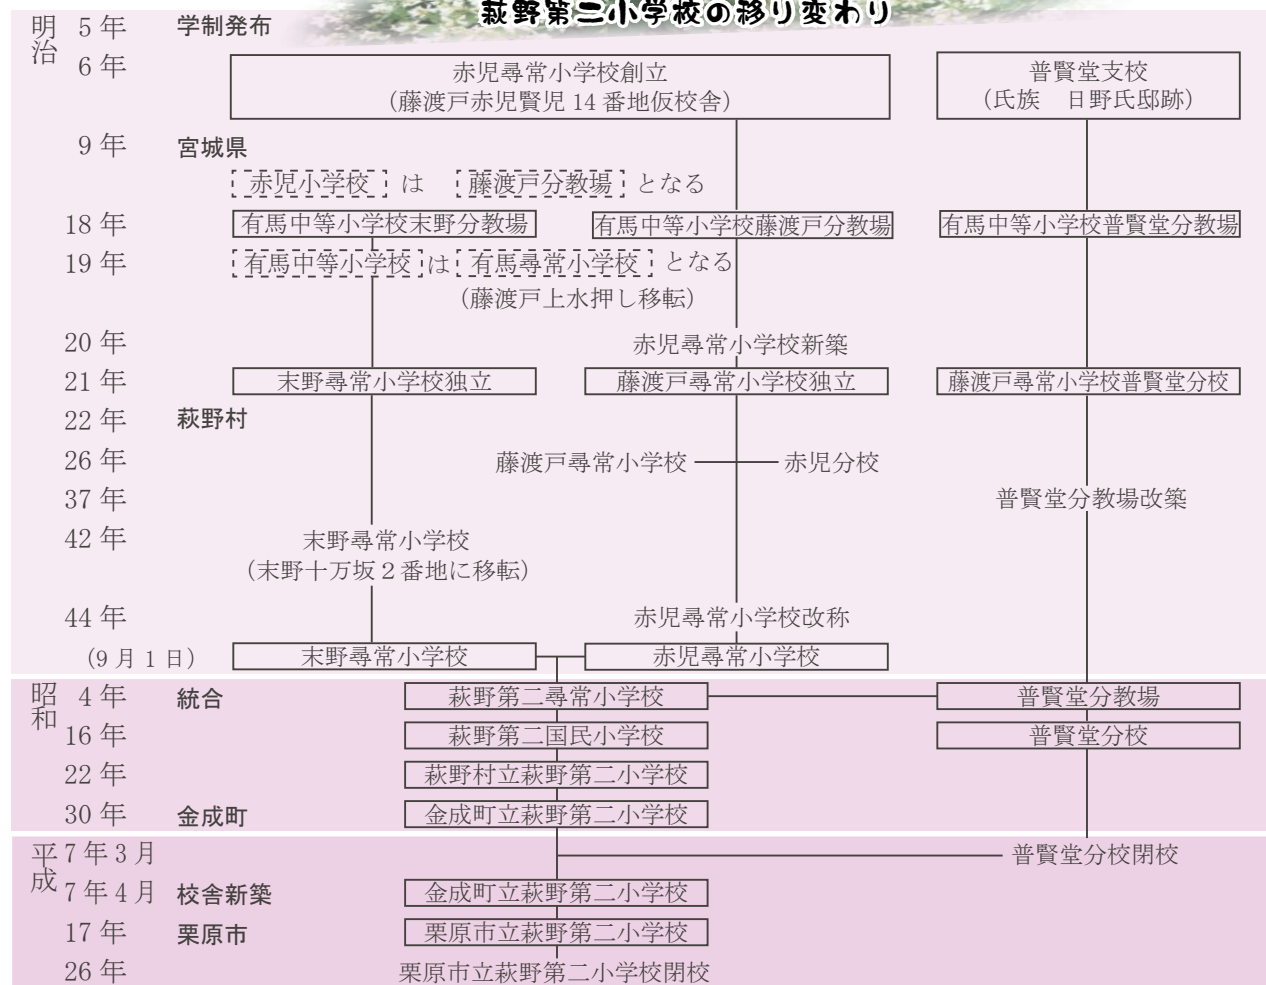 萩野第二小学校の移り変わり
明治 5年 学制発布
6年 赤児尋常小学校創立 普賢堂支校
（藤渡戸赤児賢児 14 番地仮校舎） （氏族　日野氏邸跡）
9年 宮城県
赤児小学校 は 藤渡戸分教場 となる
18年 有馬中等小学校末野分教場 有馬中等小学校藤渡戸分教場 有馬中等小学校普賢堂分教場
19年 有馬中等小学校 は 有馬尋常小学校 となる
（藤渡戸上水押し移転）
20年 赤児尋常小学校新築
21年 末野尋常小学校独立 藤渡戸尋常小学校独立 藤渡戸尋常小学校普賢堂分校
22年 萩野村
26年 藤渡戸尋常小学校 赤児分校
37年 普賢堂分教場改築
42年 末野尋常小学校
（末野十万坂２番地に移転）
44年 赤児尋常小学校改称
（9月1日） 末野尋常小学校 赤児尋常小学校
昭和 4年 統合 萩野第二尋常小学校 普賢堂分教場
16年 萩野第二国民小学校 普賢堂分校
22年 萩野村立萩野第二小学校
30年 金成町 金成町立萩野第二小学校
平成 7年3月 普賢堂分校閉校
7年4月 校舎新築 金成町立萩野第二小学校
17年 栗原市 栗原市立萩野第二小学校
26年 栗原市立萩野第二小学校閉校